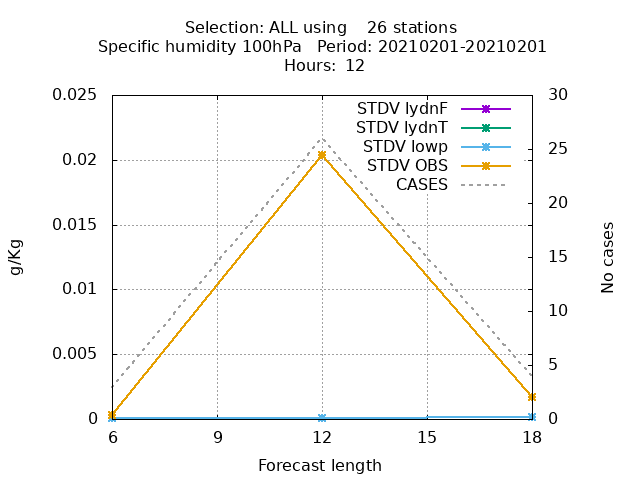 Selection: ALL using    26 stations
Specific humidity 100hPa   Period: 20210201-20210201
Hours: 12
0.025
0.02
0.015
0.01
0.005
0
30
25
20
15
10
5
0
STDV lydnF
STDV lydnT
STDV lowp
STDV OBS
CASES
g/Kg
No cases
6
9
12
15
18
Forecast length